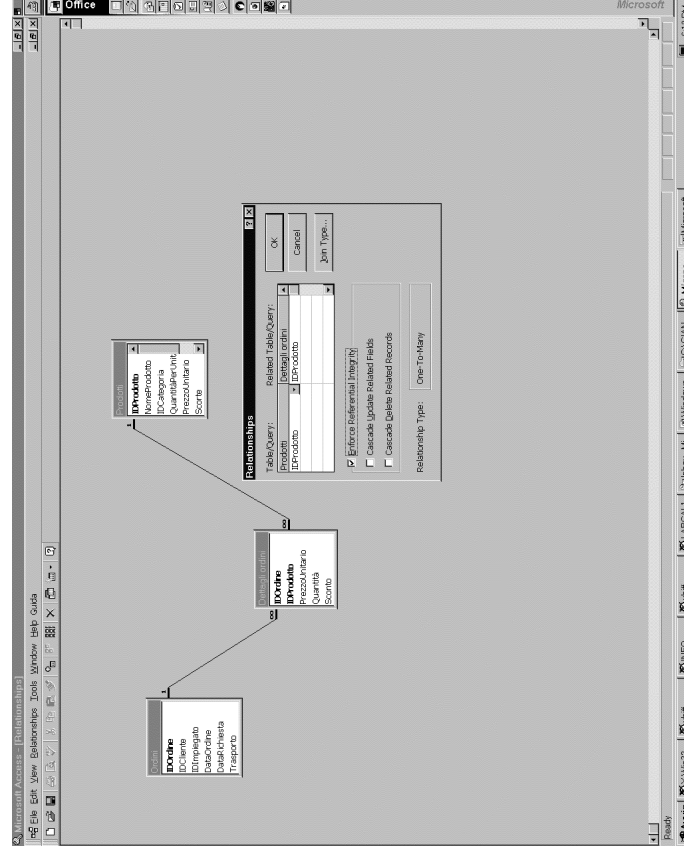 Microsoft Access - [Relationships]
File Edit View Relationships Tools Window Help Guida
Office
Microsoft
Ordini
IDOrdine
IDCliente
IDImpiegato
DataOrdine
DataRichiesta
Trasporto
1
∞
Dettagli ordini
IDOrdine
IDProdotto
PrezzoUnitario
Quantità
Sconto
∞
1
Prodotti
IDProdotto
NomeProdotto
IDCategoria
QuantitàPerUnit
PrezzoUnitario
Scorte
Relationships
Table/Query: Related Table/Query:
Prodotti Dettagli ordini
IDProdotto IDProdotto
OK
Cancel
Join Type...
Enforce Referential Integrity
Cascade Update Related Fields
Cascade Delete Related Records
Relationship Type: One-To-Many
Ready